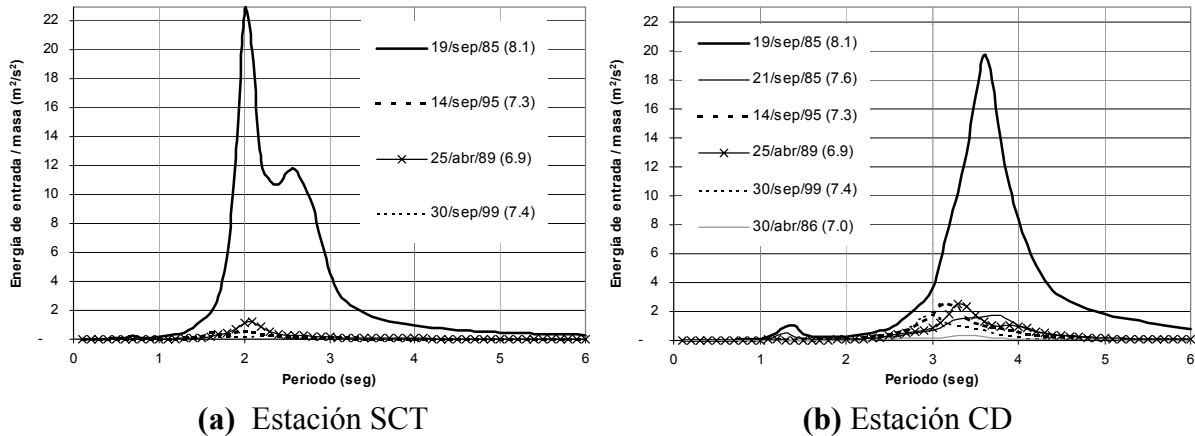 Energía de entrada / masa (m²/s²)
22
20
18
16
14
12
10
8
6
4
2
-
0
1
2
3
4
5
6
Periodo (seg)
19/sep/85 (8.1)
14/sep/95 (7.3)
25/abr/89 (6.9)
30/sep/99 (7.4)
(a) Estación SCT
Energía de entrada / masa (m²/s²)
22
20
18
16
14
12
10
8
6
4
2
-
0
1
2
3
4
5
6
Periodo (seg)
19/sep/85 (8.1)
21/sep/85 (7.6)
14/sep/95 (7.3)
25/abr/89 (6.9)
30/sep/99 (7.4)
30/abr/86 (7.0)
(b) Estación CD